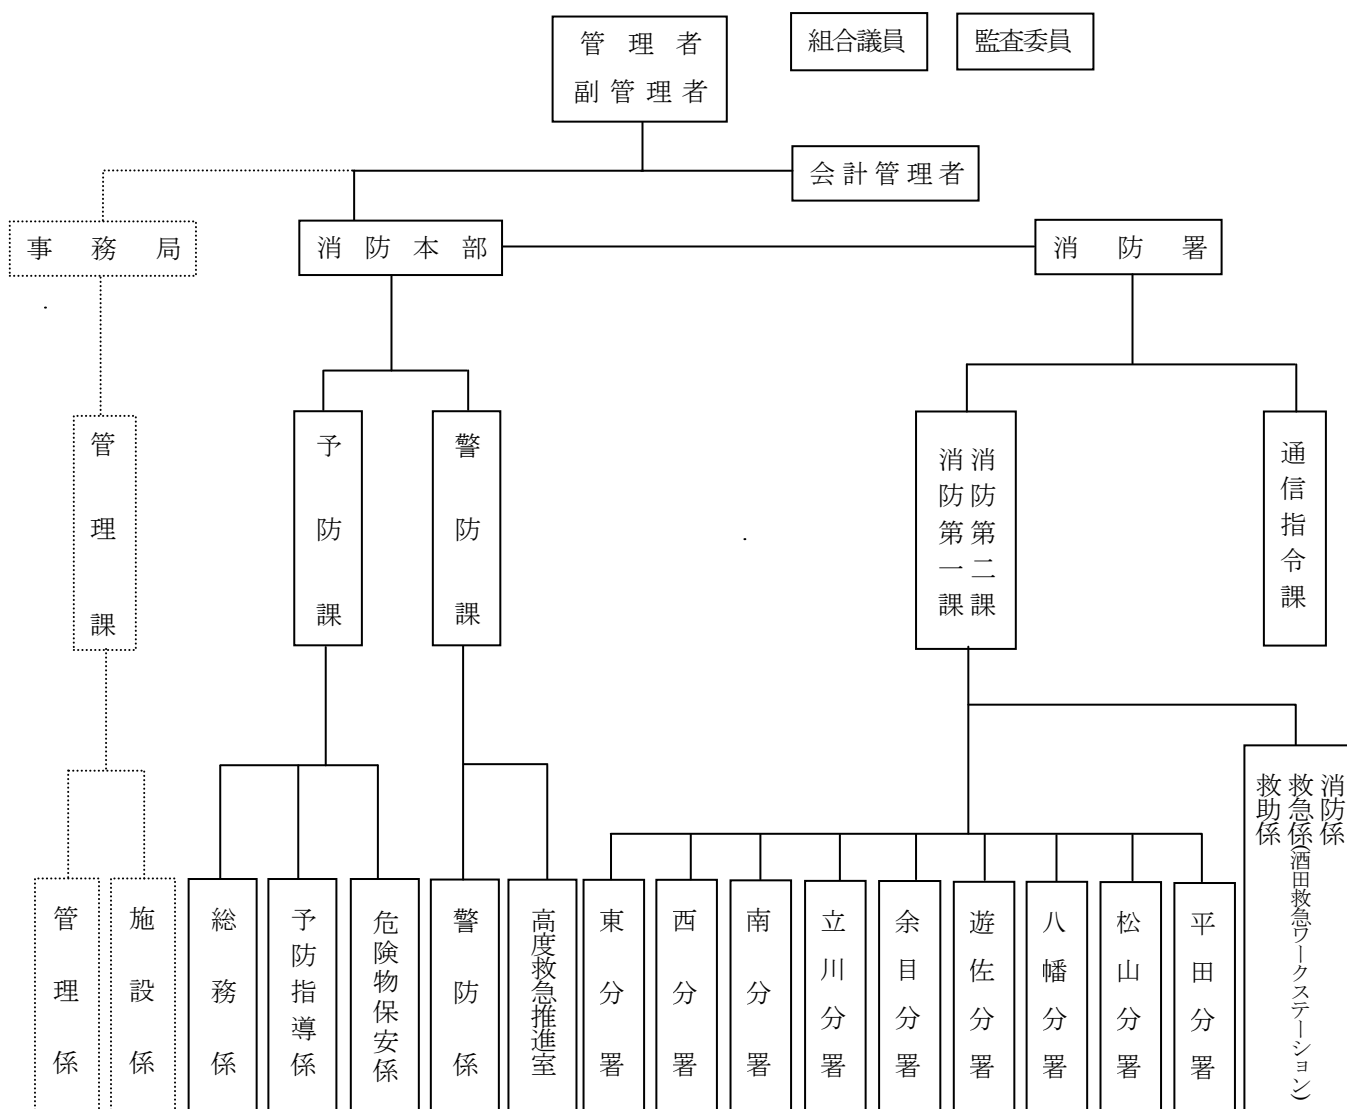 管理者
副管理者
組合議員
監査委員
会計管理者
事務局
消防本部
消防署
管理課
予防課
警防課
消防第二課
消防第一課
通信指令課
管理係
施設係
総務係
予防指導係
危険物保安係
警防係
高度救急推進室
東分署
西分署
南分署
立川分署
余目分署
遊佐分署
八幡分署
松山分署
平田分署
消防係
救急係(酒田救急ワークステーション)
救助係